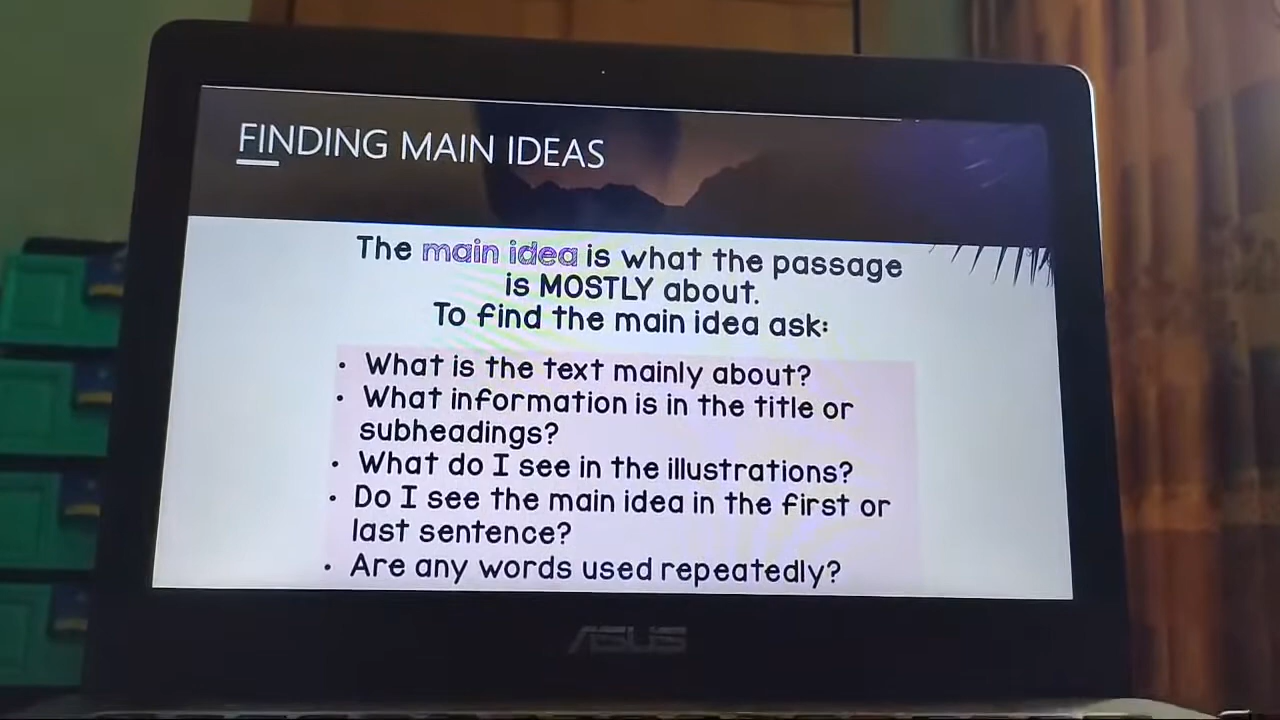 FINDING MAIN IDEAS
The main idea is what the passage
is MOSTLY about.
To find the main idea ask:
• What is the text mainly about?
• What information is in the title or
subheadings?
• What do I see in the illustrations?
• Do I see the main idea in the first or
last sentence?
• Are any words used repeatedly?
ASUS